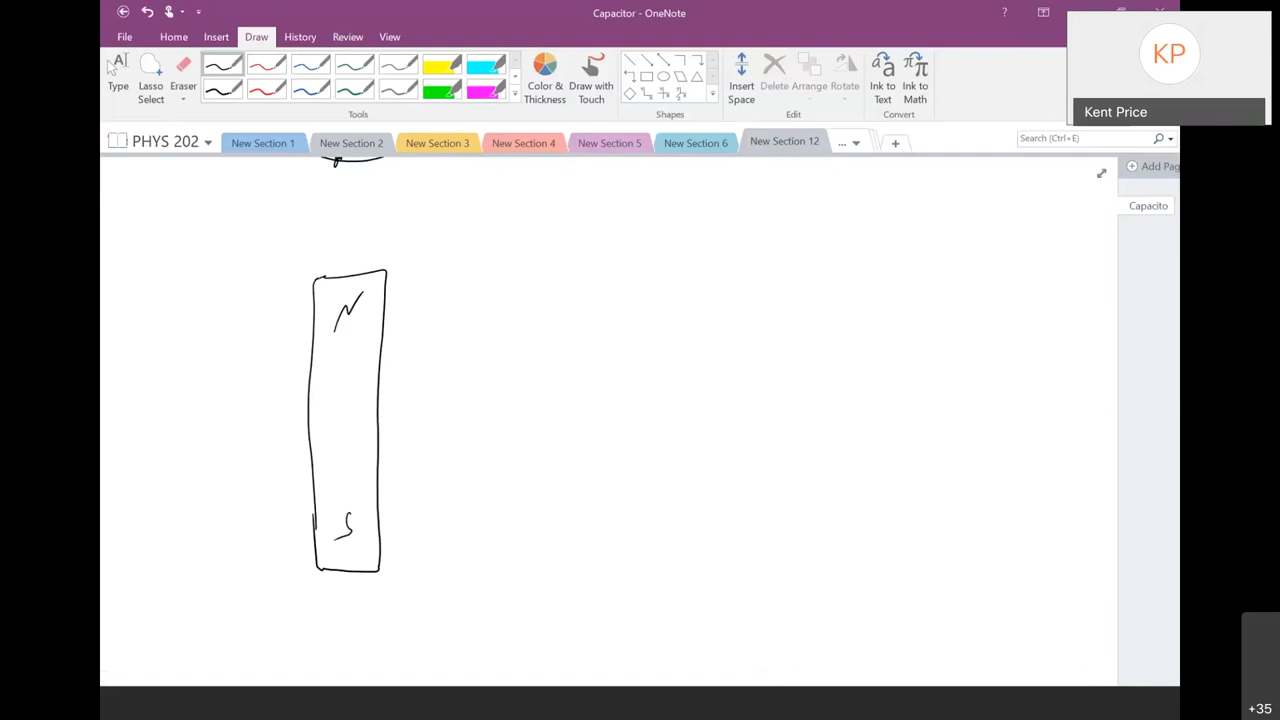 Capacitor - OneNote
?
KP
Kent Price
File Home Insert Draw History Review View
Type
Lasso Select
Eraser
Color & Thickness
Draw with Touch
Insert Space
Delete
Arrange
Rotate
Ink to Text
Ink to Math
Tools
Shapes
Edit
Convert
PHYS 202
New Section 1
New Section 2
New Section 3
New Section 4
New Section 5
New Section 6
New Section 12
...
+
Search (Ctrl+E)
Add Pag
Capacito
N
S
+35